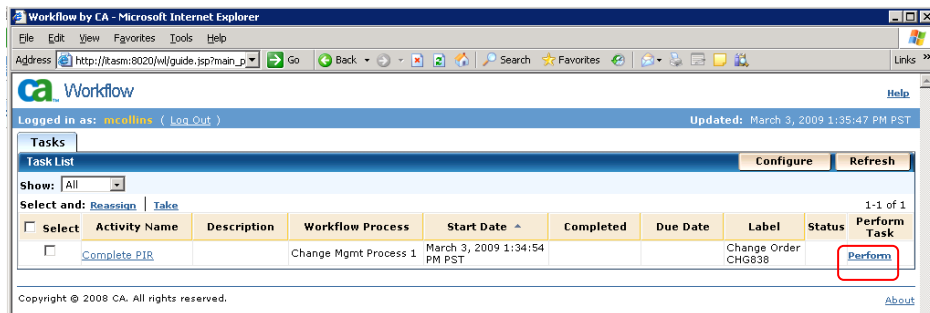 Workflow by CA - Microsoft Internet Explorer
File Edit View Favorites Tools Help
Address http://itasm:8020/wl/guide.jsp?main_p Go Back Search Favorites Links »
ca Workflow Help
Logged in as: mcollins ( Log Out ) Updated: March 3, 2009 1:35:47 PM PST
Tasks
Task List Configure Refresh
Show: All
Select and: Reassign | Take 1-1 of 1
Select Activity Name Description Workflow Process Start Date Completed Due Date Label Status Perform Task
Complete PIR Change Mgmt Process 1 March 3, 2009 1:34:54 PM PST Change Order CHG838 Perform
Copyright © 2008 CA. All rights reserved. About